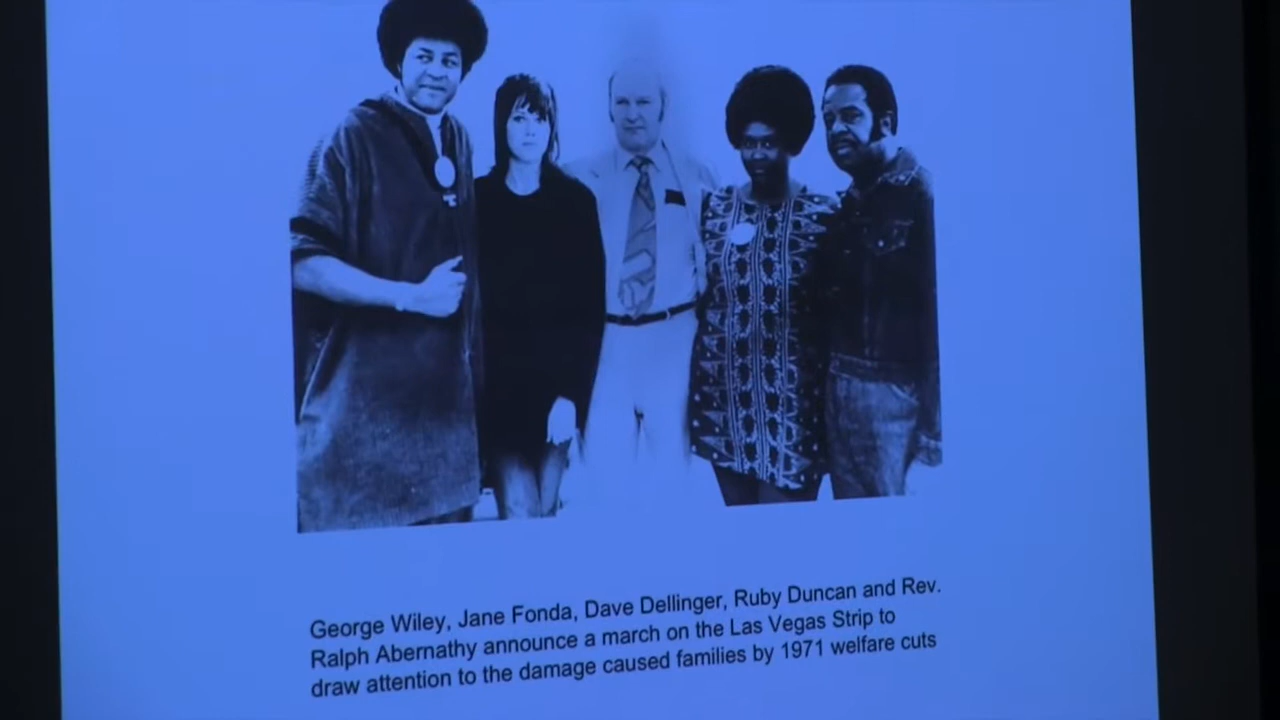 George Wiley, Jane Fonda, Dave Dellinger, Ruby Duncan and Rev.
Ralph Abernathy announce a march on the Las Vegas Strip to
draw attention to the damage caused families by 1971 welfare cuts